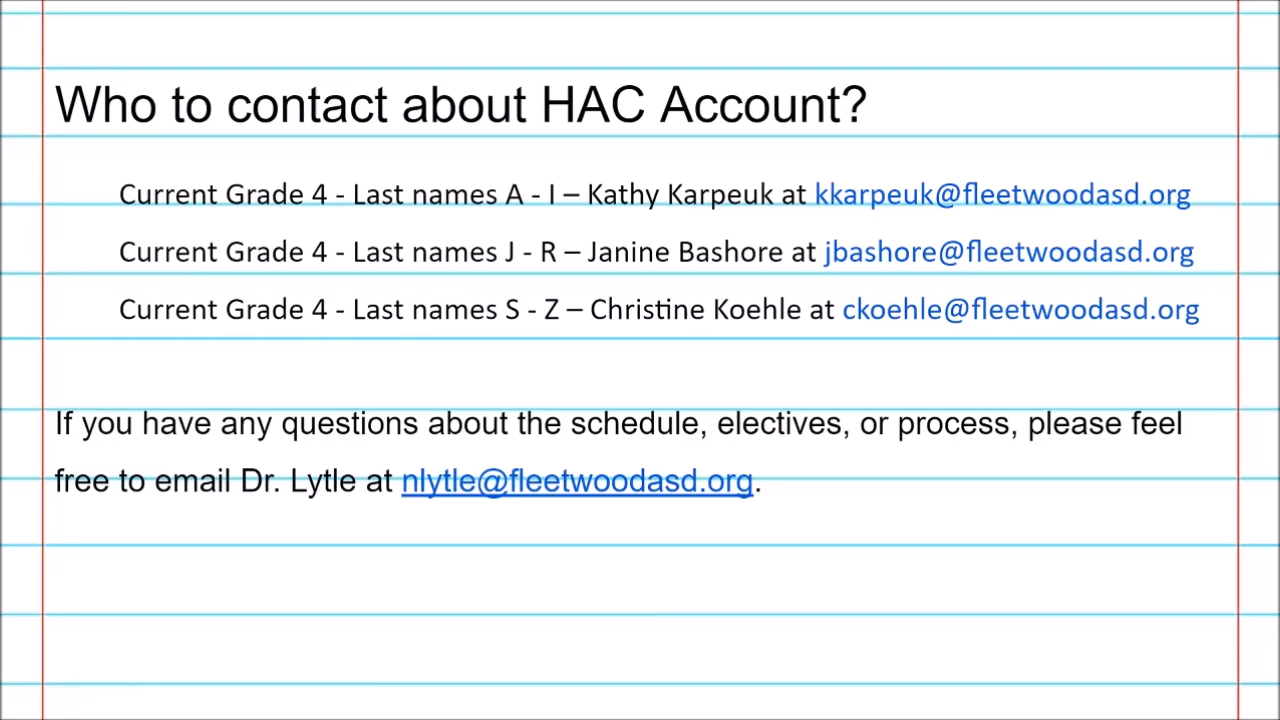 Who to contact about HAC Account?
Current Grade 4 - Last names A - I – Kathy Karpeuk at kkarpeuk@fleetwoodasd.org
Current Grade 4 - Last names J - R – Janine Bashore at jbashore@fleetwoodasd.org
Current Grade 4 - Last names S - Z – Christine Koehle at ckoehle@fleetwoodasd.org
If you have any questions about the schedule, electives, or process, please feel
free to email Dr. Lytle at nlytle@fleetwoodasd.org.